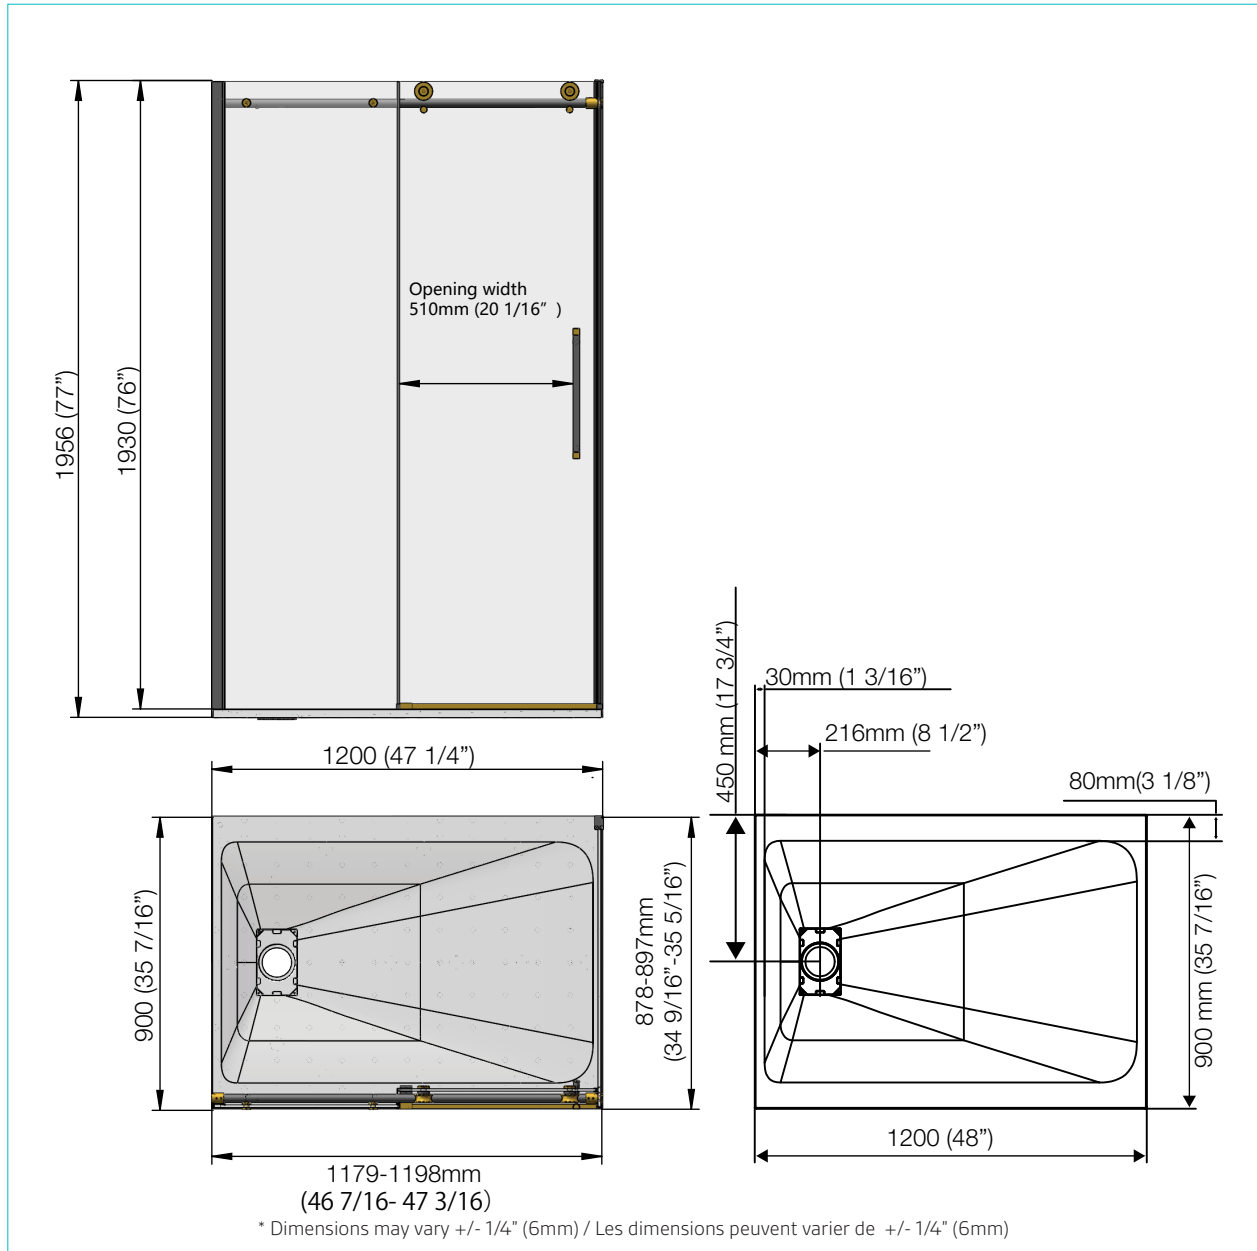 Opening width
510mm (20 1/16" )
1956 (77”)
1930 (76”)
1200 (47 1/4”)
900 (35 7/16”)
878-897mm
(34 9/16”-35 5/16”)
1179-1198mm
(46 7/16- 47 3/16)
450 mm (17 3/4”)
30mm (1 3/16”)
216mm (8 1/2”)
80mm(3 1/8”)
900 mm (35 7/16”)
1200 (48”)
* Dimensions may vary +/- 1/4" (6mm) / Les dimensions peuvent varier de +/- 1/4" (6mm)